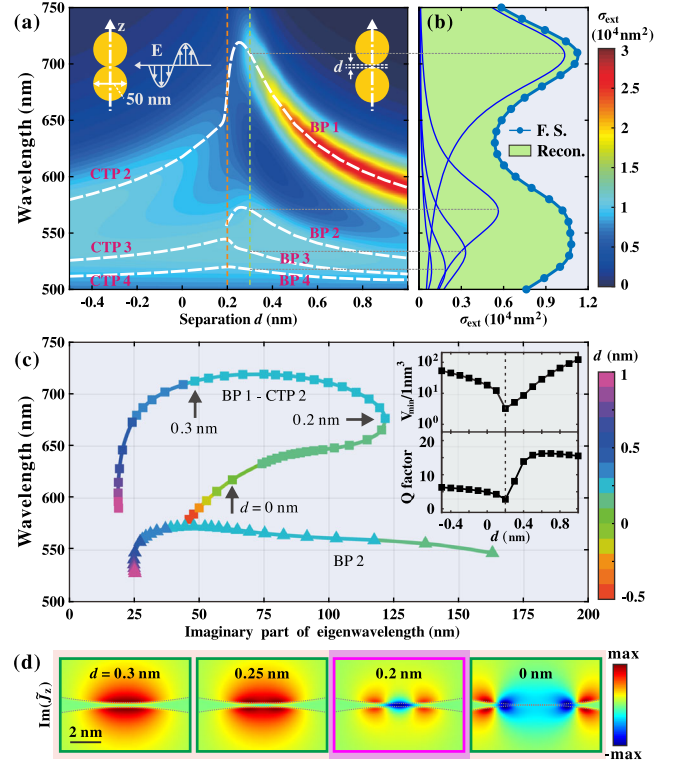 (a)
z
E
50 nm
d
CTP 2
CTP 3
CTP 4
BP 1
BP 2
BP 3
BP 4
750
700
650
600
550
500
Wavelength (nm)
-0.4 -0.2 0 0.2 0.4 0.6 0.8
Separation d (nm)
(b)
F. S.
Recon.
0 0.3 0.6 0.9 1.2
σext (10⁴ nm²)
σext
(10⁴ nm²)
3
2.5
2
1.5
1
0.5
0
(c)
750
700
650
600
550
500
Wavelength (nm)
BP 1 - CTP 2
0.3 nm
0.2 nm
d = 0 nm
BP 2
0 25 50 75 100 125 150 175 200
Imaginary part of eigenwavelength (nm)
10²
10¹
10⁰
Vmin/1nm³
20
10
0
Q factor
-0.4 0 0.4 0.8
d (nm)
d (nm)
1
0.5
0
-0.5
(d)
Im(J̃z)
d = 0.3 nm
2 nm
0.25 nm
0.2 nm
0 nm
max
-max